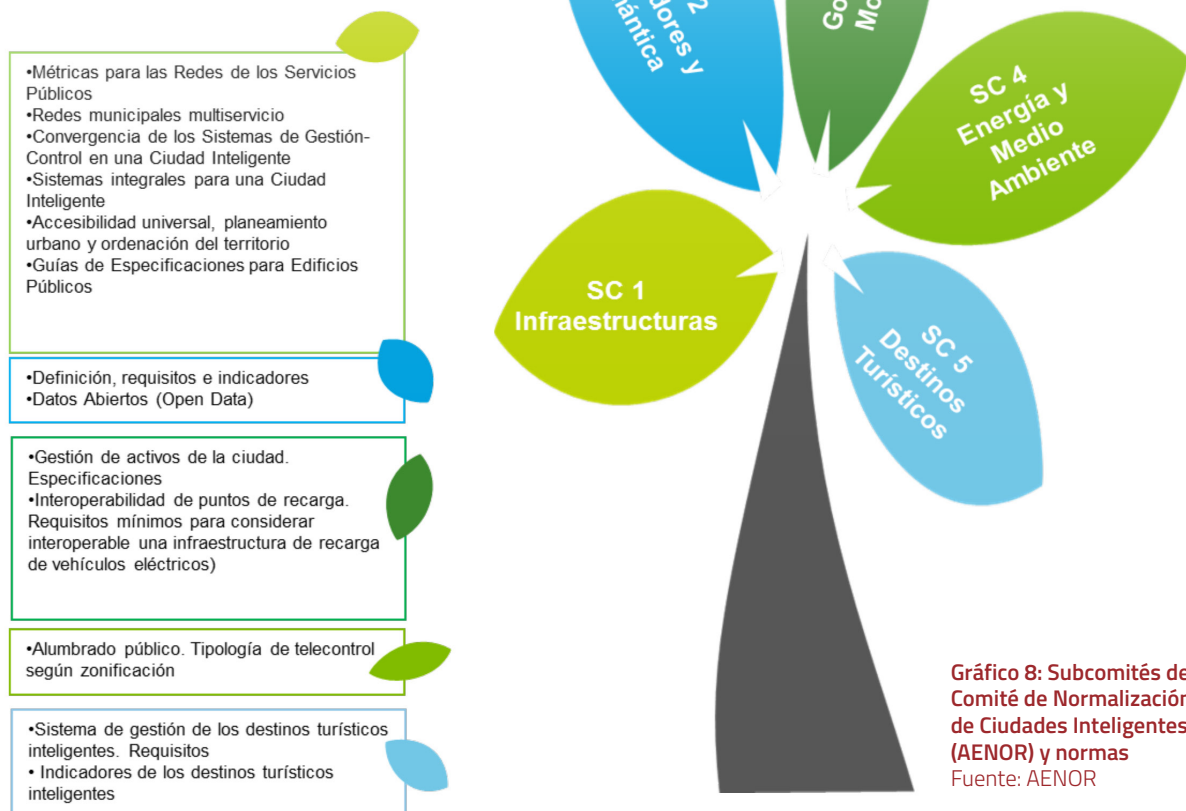 •Métricas para las Redes de los Servicios
Públicos
•Redes municipales multiservicio
•Convergencia de los Sistemas de Gestión-
Control en una Ciudad Inteligente
•Sistemas integrales para una Ciudad
Inteligente
•Accesibilidad universal, planeamiento
urbano y ordenación del territorio
•Guías de Especificaciones para Edificios
Públicos
•Definición, requisitos e indicadores
•Datos Abiertos (Open Data)
•Gestión de activos de la ciudad.
Especificaciones
•Interoperabilidad de puntos de recarga.
Requisitos mínimos para considerar
interoperable una infraestructura de recarga
de vehículos eléctricos)
•Alumbrado público. Tipología de telecontrol
según zonificación
•Sistema de gestión de los destinos turísticos
inteligentes. Requisitos
• Indicadores de los destinos turísticos
inteligentes
SC 1
Infraestructuras
2
dores y
mántica
Go
Mo
SC 4
Energía y
Medio
Ambiente
SC 5
Destinos
Turísticos
Gráfico 8: Subcomités de
Comité de Normalización
de Ciudades Inteligentes
(AENOR) y normas
Fuente: AENOR